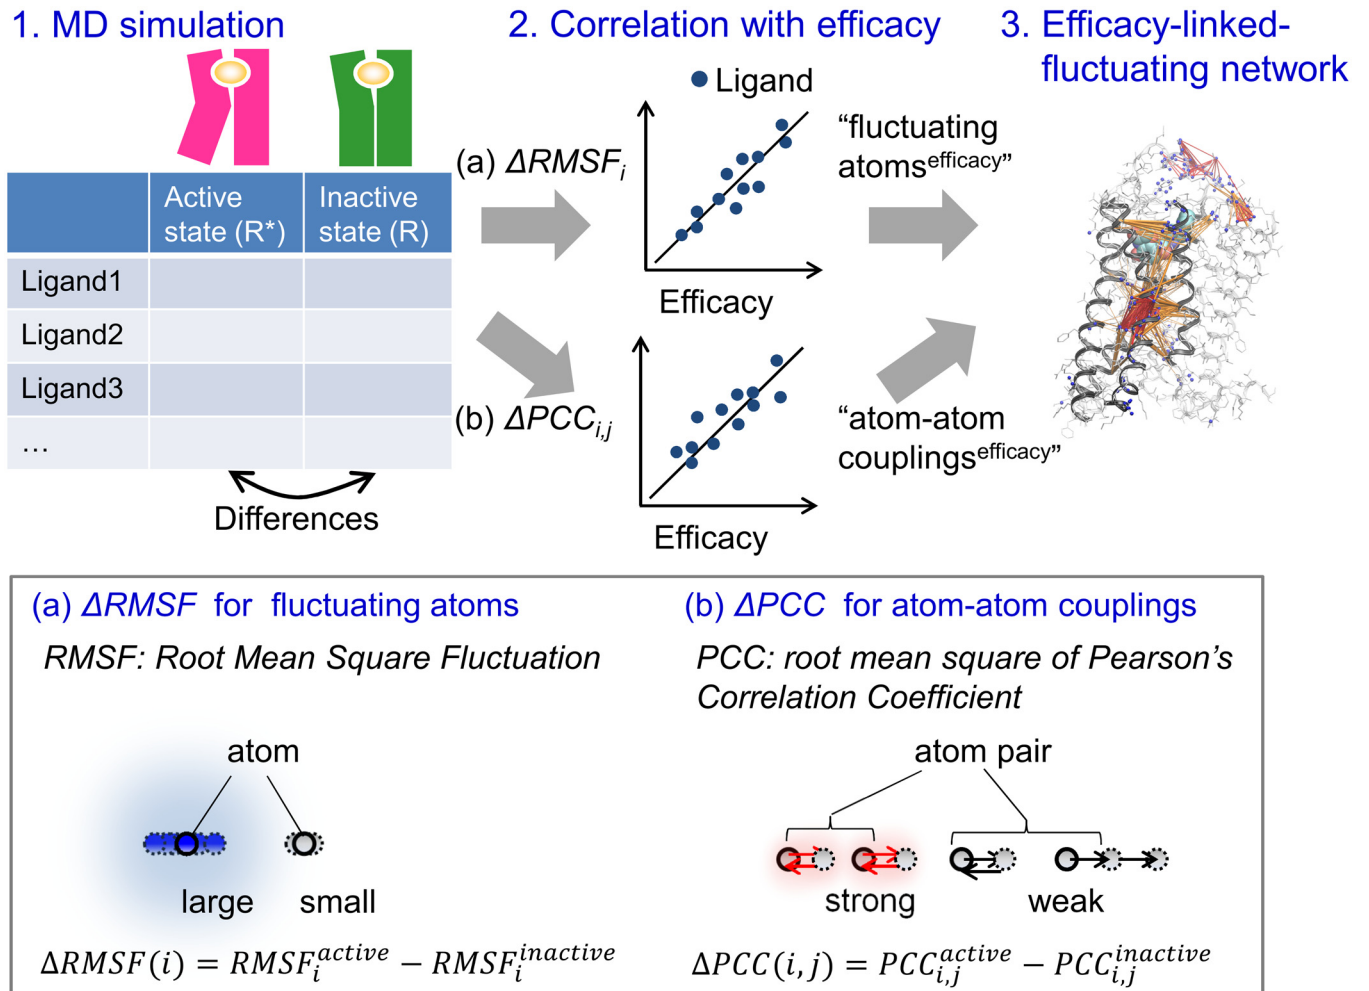 1. MD simulation
2. Correlation with efficacy
3. Efficacy-linked-
fluctuating network
Active
state (R*)
Inactive
state (R)
Ligand1
Ligand2
Ligand3
…
Differences
(a) ΔRMSFᵢ
Ligand
Efficacy
“fluctuating
atoms^efficacy”
(b) ΔPCCᵢ,ⱼ
Efficacy
“atom-atom
couplings^efficacy”
(a) ΔRMSF for fluctuating atoms
RMSF: Root Mean Square Fluctuation
atom
large
small
ΔRMSF(i) = RMSF_i^active − RMSF_i^inactive
(b) ΔPCC for atom-atom couplings
PCC: root mean square of Pearson’s
Correlation Coefficient
atom pair
strong
weak
ΔPCC(i,j) = PCC_i,j^active − PCC_i,j^inactive